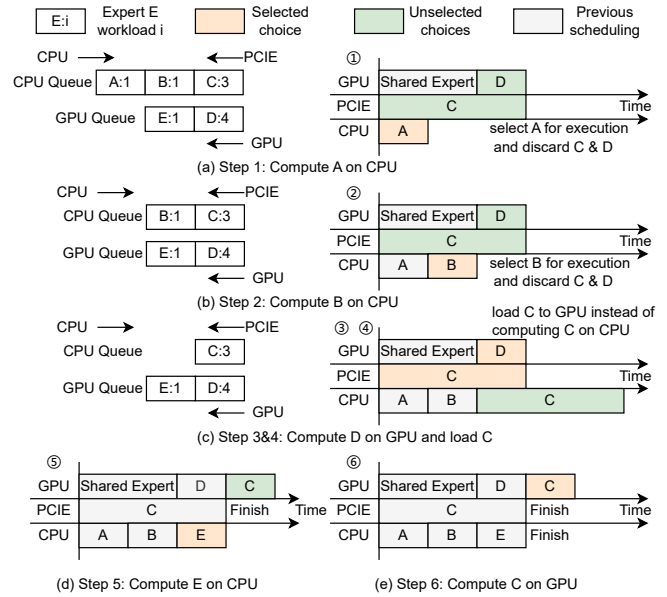 E:i
Expert E
workload i
Selected
choice
Unselected
choices
Previous
scheduling
CPU
PCIE
CPU Queue A:1 B:1 C:3
GPU Queue E:1 D:4
GPU
①
GPU Shared Expert D
PCIE C Time
CPU A
select A for execution
and discard C & D
(a) Step 1: Compute A on CPU
CPU
PCIE
CPU Queue B:1 C:3
GPU Queue E:1 D:4
GPU
②
GPU Shared Expert D
PCIE C Time
CPU A B
select B for execution
and discard C & D
(b) Step 2: Compute B on CPU
CPU
PCIE
CPU Queue C:3
GPU Queue E:1 D:4
GPU
load C to GPU instead of
computing C on CPU
③ ④
GPU Shared Expert D
PCIE C Time
CPU A B C
(c) Step 3&4: Compute D on GPU and load C
⑤
GPU Shared Expert D C
PCIE C Finish Time
CPU A B E
(d) Step 5: Compute E on CPU
⑥
GPU Shared Expert D C
PCIE C Finish Time
CPU A B E Finish
(e) Step 6: Compute C on GPU